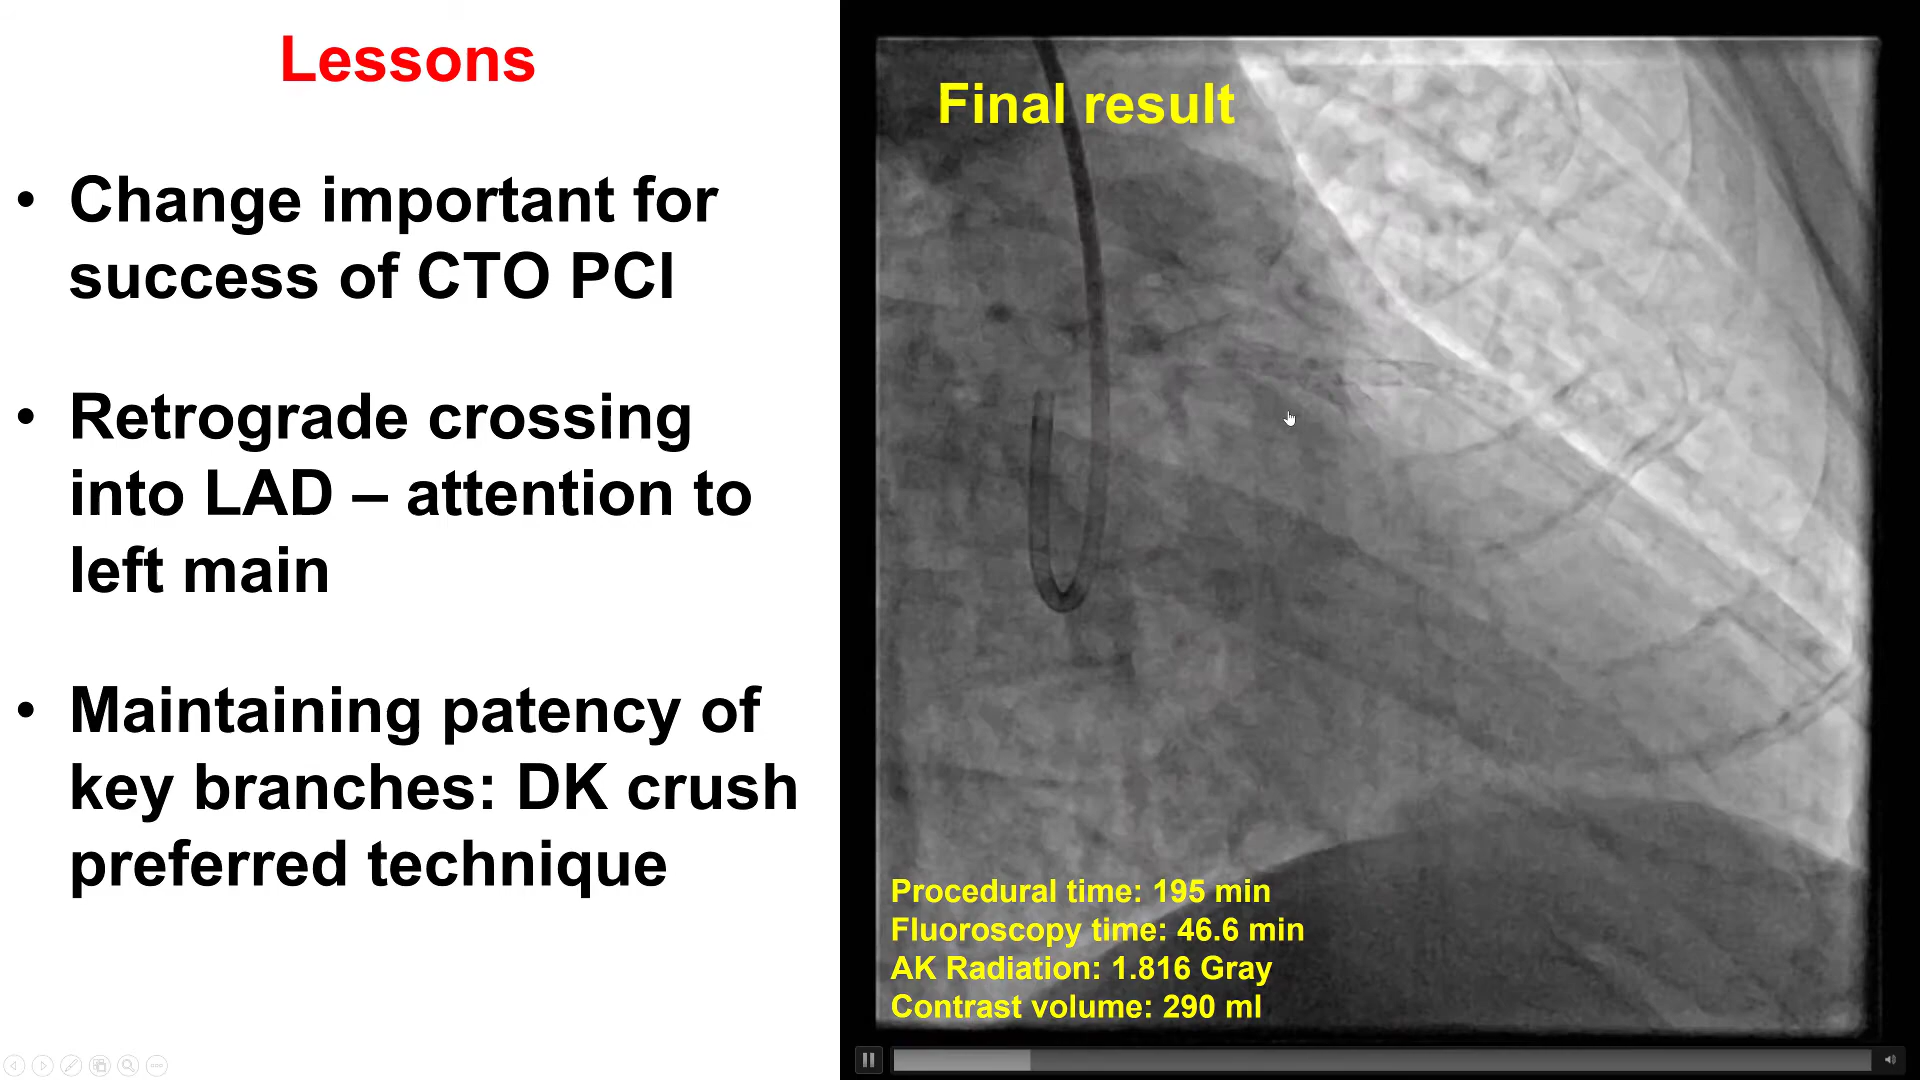 Lessons
• Change important for
success of CTO PCI
• Retrograde crossing
into LAD – attention to
left main
• Maintaining patency of
key branches: DK crush
preferred technique
Final result
Procedural time: 195 min
Fluoroscopy time: 46.6 min
AK Radiation: 1.816 Gray
Contrast volume: 290 ml